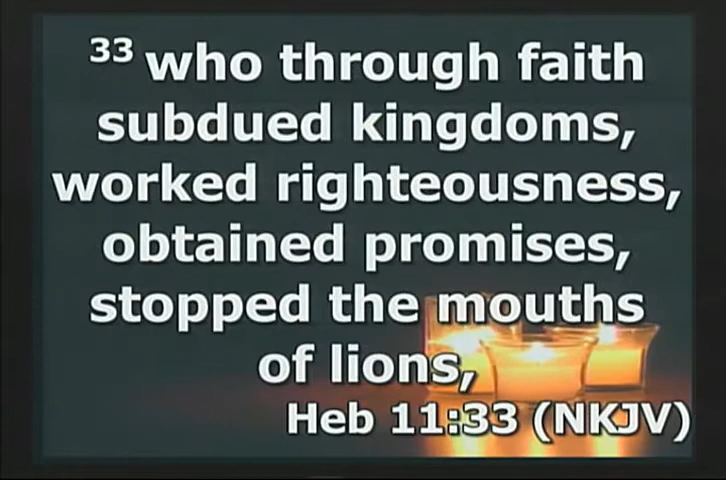 33 who through faith
subdued kingdoms,
worked righteousness,
obtained promises,
stopped the mouths
of lions,
Heb 11:33 (NKJV)